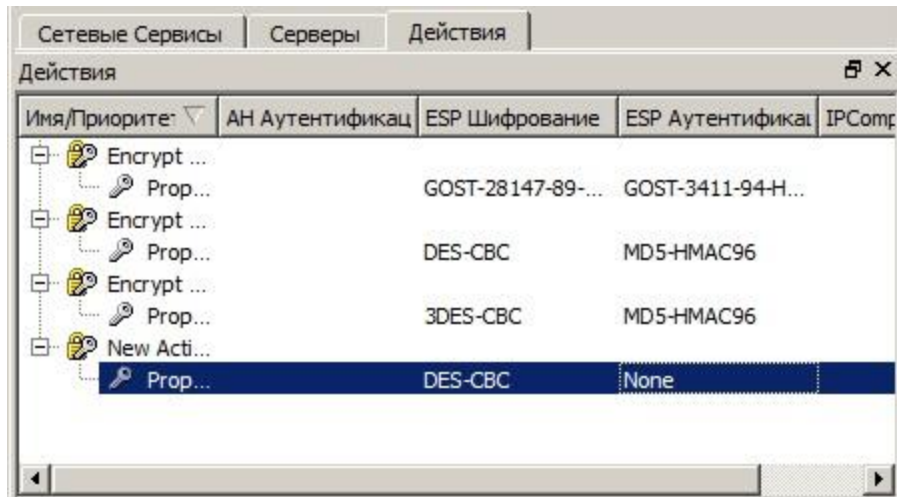 Сетевые Сервисы Серверы Действия
Действия
Имя/Приорите AH Аутентификац ESP Шифрование ESP Аутентификац IPComp
Encrypt ...
Prop... GOST-28147-89-... GOST-3411-94-H...
Encrypt ...
Prop... DES-CBC MD5-HMAC96
Encrypt ...
Prop... 3DES-CBC MD5-HMAC96
New Acti...
Prop... DES-CBC None